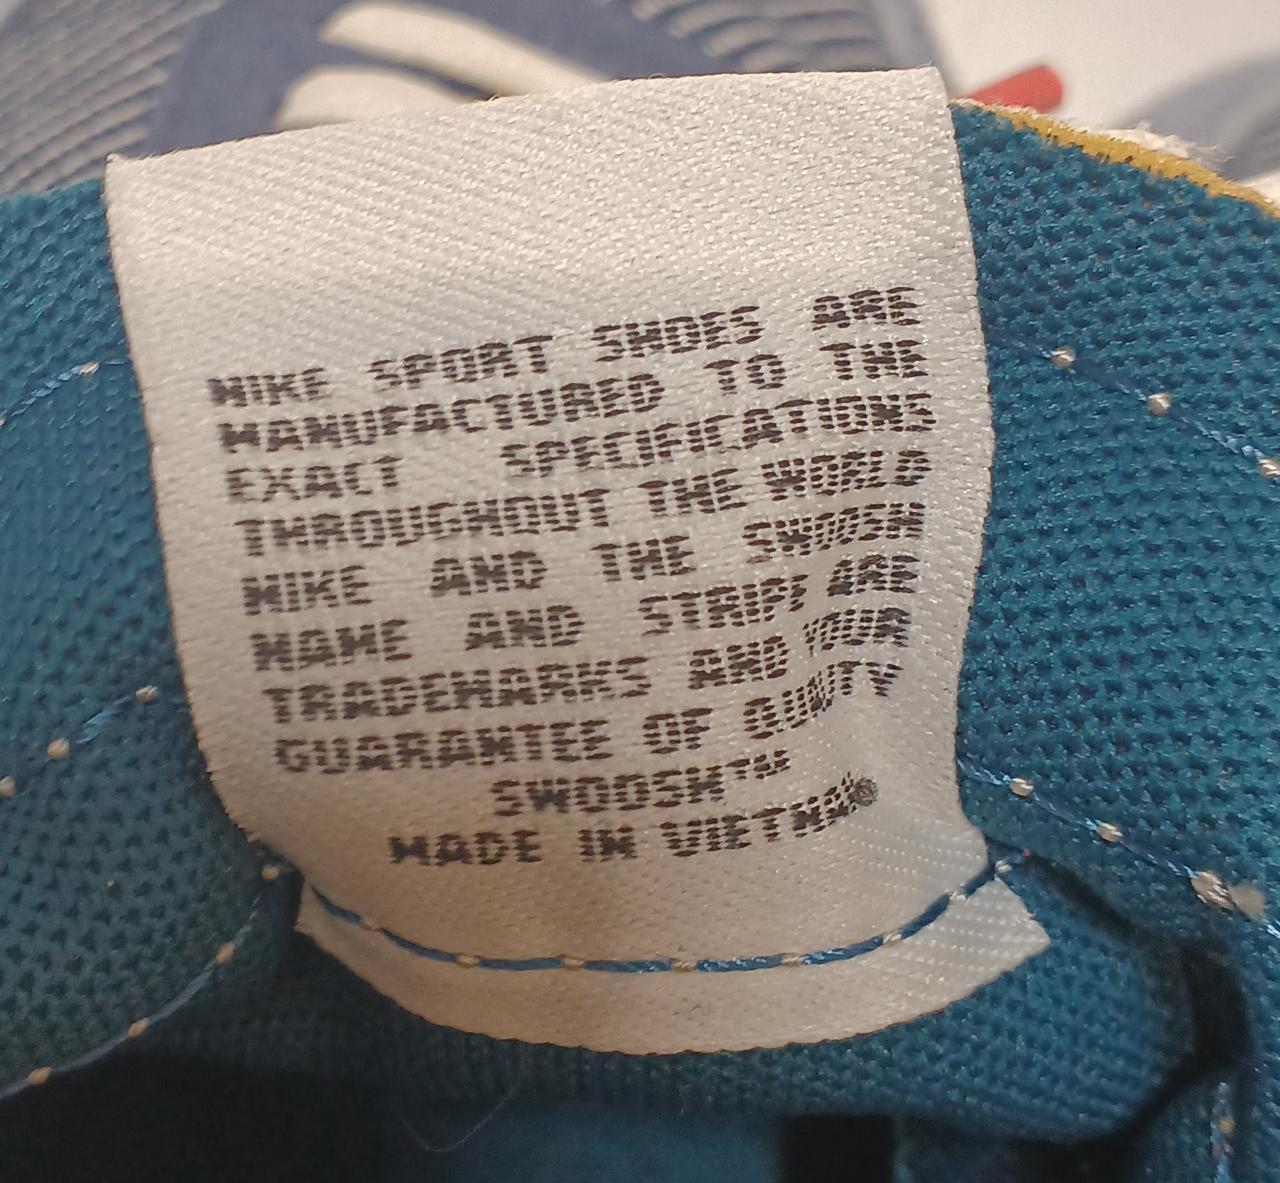 NIKE SPORT SHOES ARE
MANUFACTURED TO THE
EXACT SPECIFICATIONS
THROUGHOUT THE WORLD
NIKE AND THE SWOOSH
NAME AND STRIPE ARE
TRADEMARKS AND YOUR
GUARANTEE OF QUALITY
SWOOSH™
MADE IN VIETNAM®